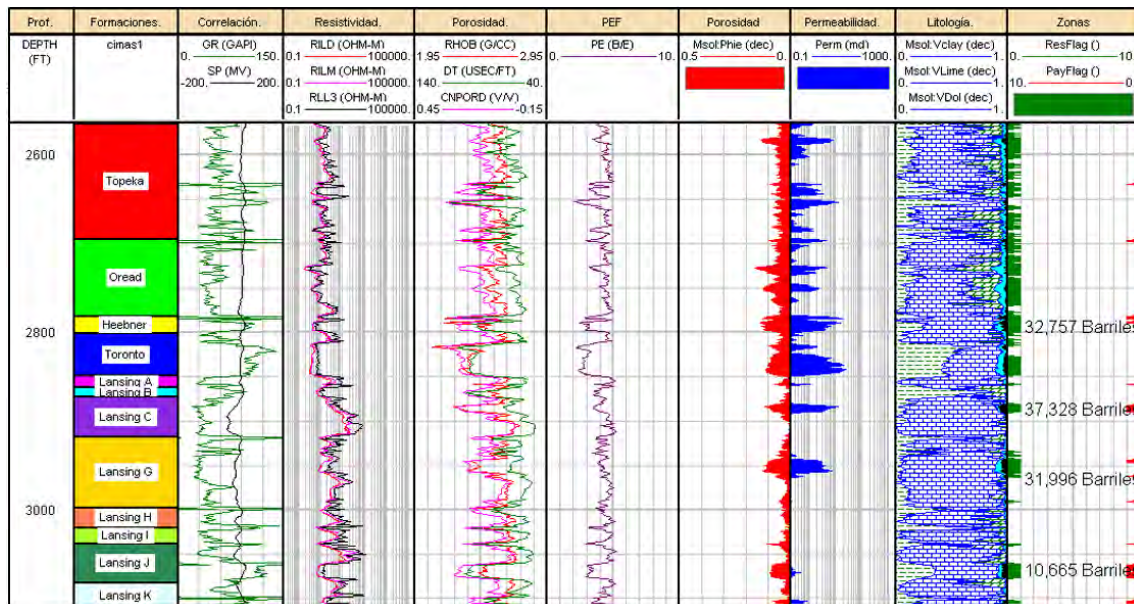 Prof. Formaciones. Correlación. Resistividad. Porosidad. PEF Porosidad Permeabilidad. Litología. Zonas
DEPTH (FT)
cimas1
GR (GAPI)
0. 150.
SP (MV)
-200. 200.
RILD (OHM-M)
0.1 100000.
RILM (OHM-M)
0.1 100000.
RLL3 (OHM-M)
0.1 100000.
RHOB (G/CC)
1.95 2.95
DT (USEC/FT)
140. 40.
CNPORD (V/V)
0.45 -0.15
PE (B/E)
0. 10.
Msol:Phie (dec)
0.5 0.
Perm (md)
0.1 1000.
Msol:Vclay (dec)
0. 1.
Msol:VLime (dec)
0. 1.
Msol:VDol (dec)
0. 1.
ResFlag ()
0. 10
PayFlag ()
10. 0
2600
Topeka
Oread
2800
Heebner
32,757 Barriles
Toronto
Lansing A
Lansing B
Lansing C
37,328 Barriles
Lansing G
31,996 Barriles
3000
Lansing H
Lansing I
Lansing J
10,665 Barriles
Lansing K